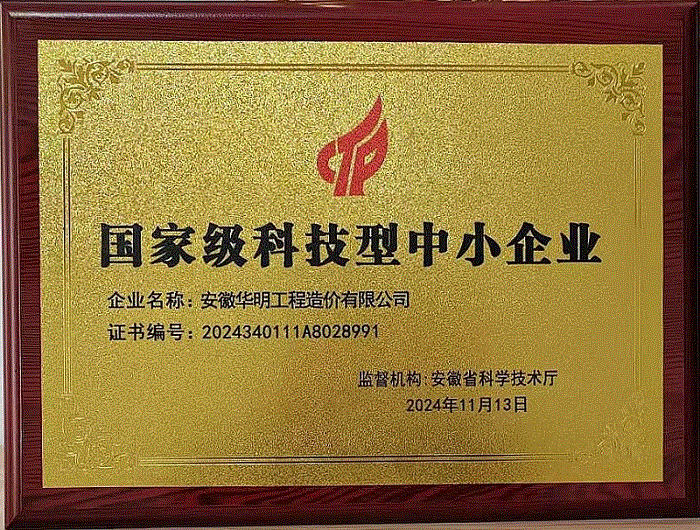 国家级科技型中小企业
企业名称：安徽华明工程造价有限公司
证书编号：2024340111A8028991
监督机构:安徽省科学技术厅
2024年11月13日